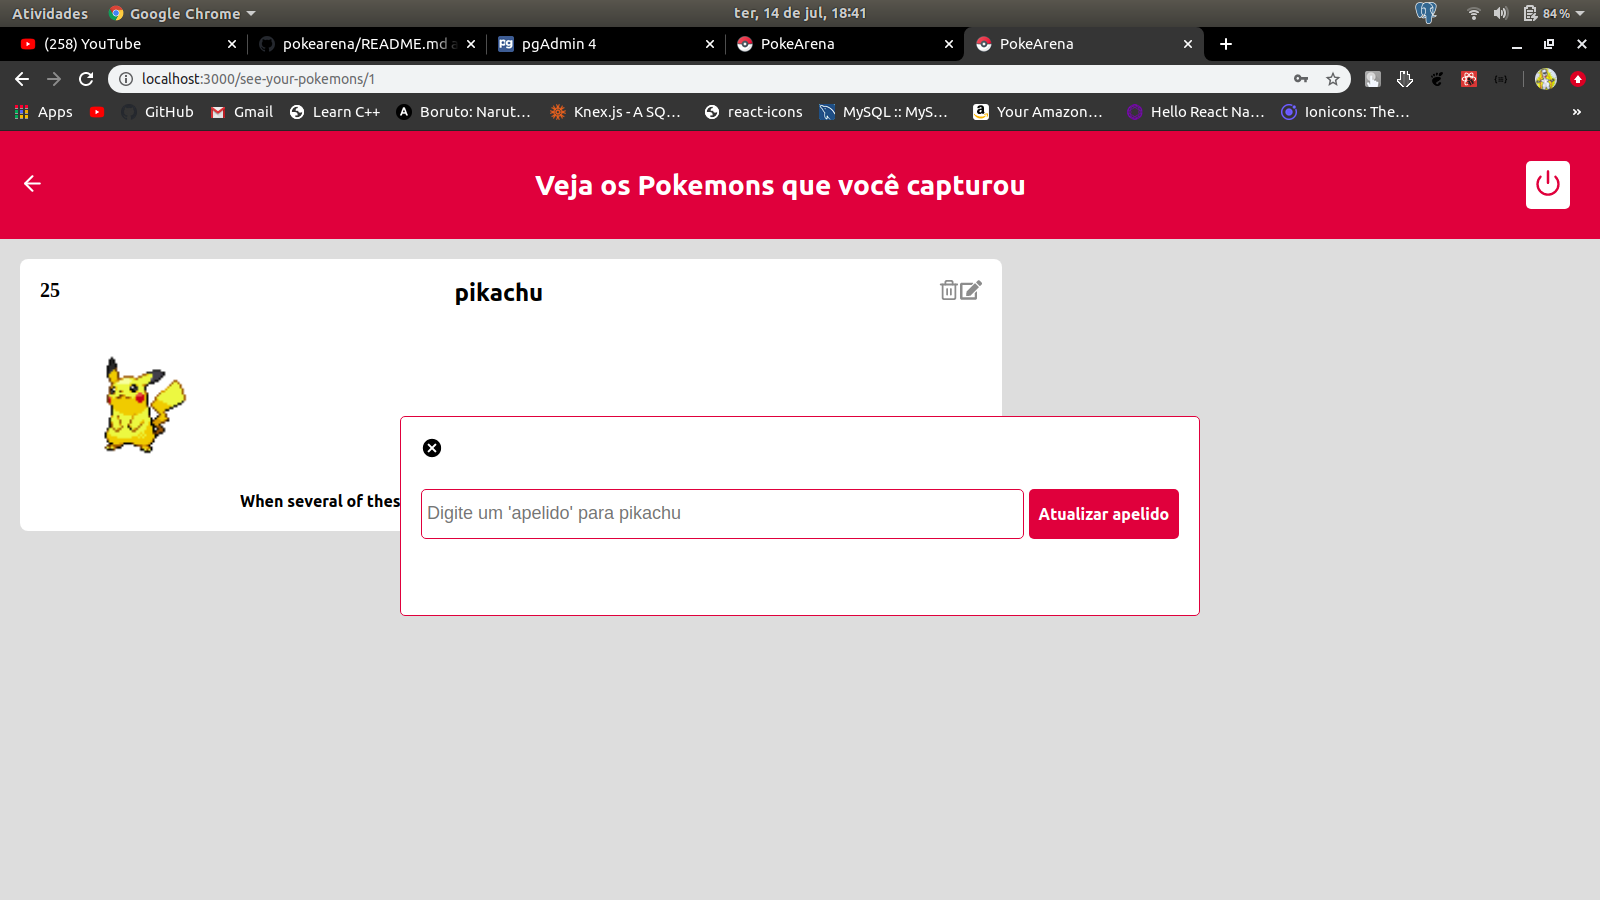 Atividades Google Chrome ter, 14 de jul, 18:41 84%
(258) YouTube pokearena/README.md a pgAdmin 4 PokeArena PokeArena
localhost:3000/see-your-pokemons/1
Apps GitHub Gmail Learn C++ Boruto: Narut… Knex.js - A SQ… react-icons MySQL :: MyS… Your Amazon… Hello React Na… Ionicons: The… »
Veja os Pokemons que você capturou
25 pikachu
When several of thes
Digite um 'apelido' para pikachu Atualizar apelido